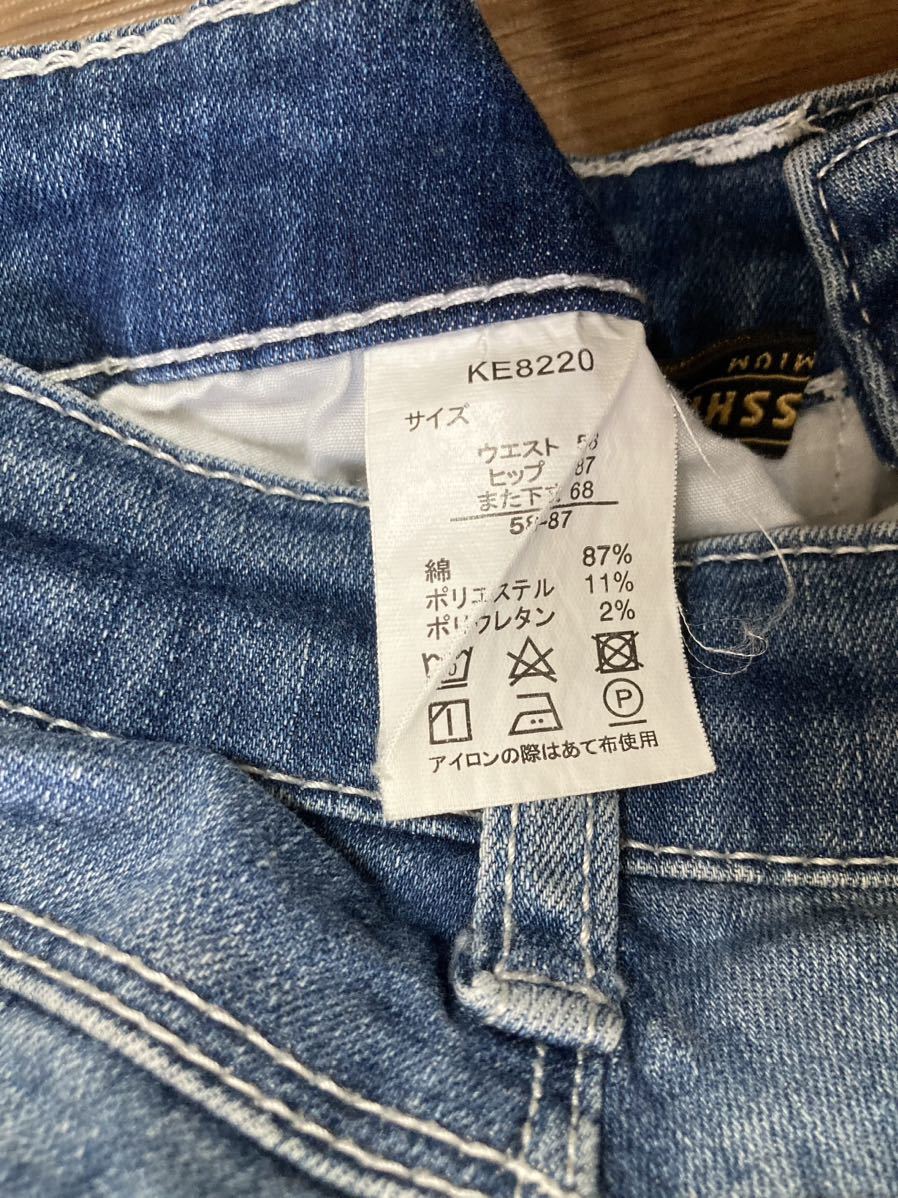 KE8220
サイズ
ウエスト 58
ヒップ 87
また下丈 68
58-87
綿 87%
ポリエステル 11%
ポリウレタン 2%
P
アイロンの際はあて布使用
MIUM
SSH